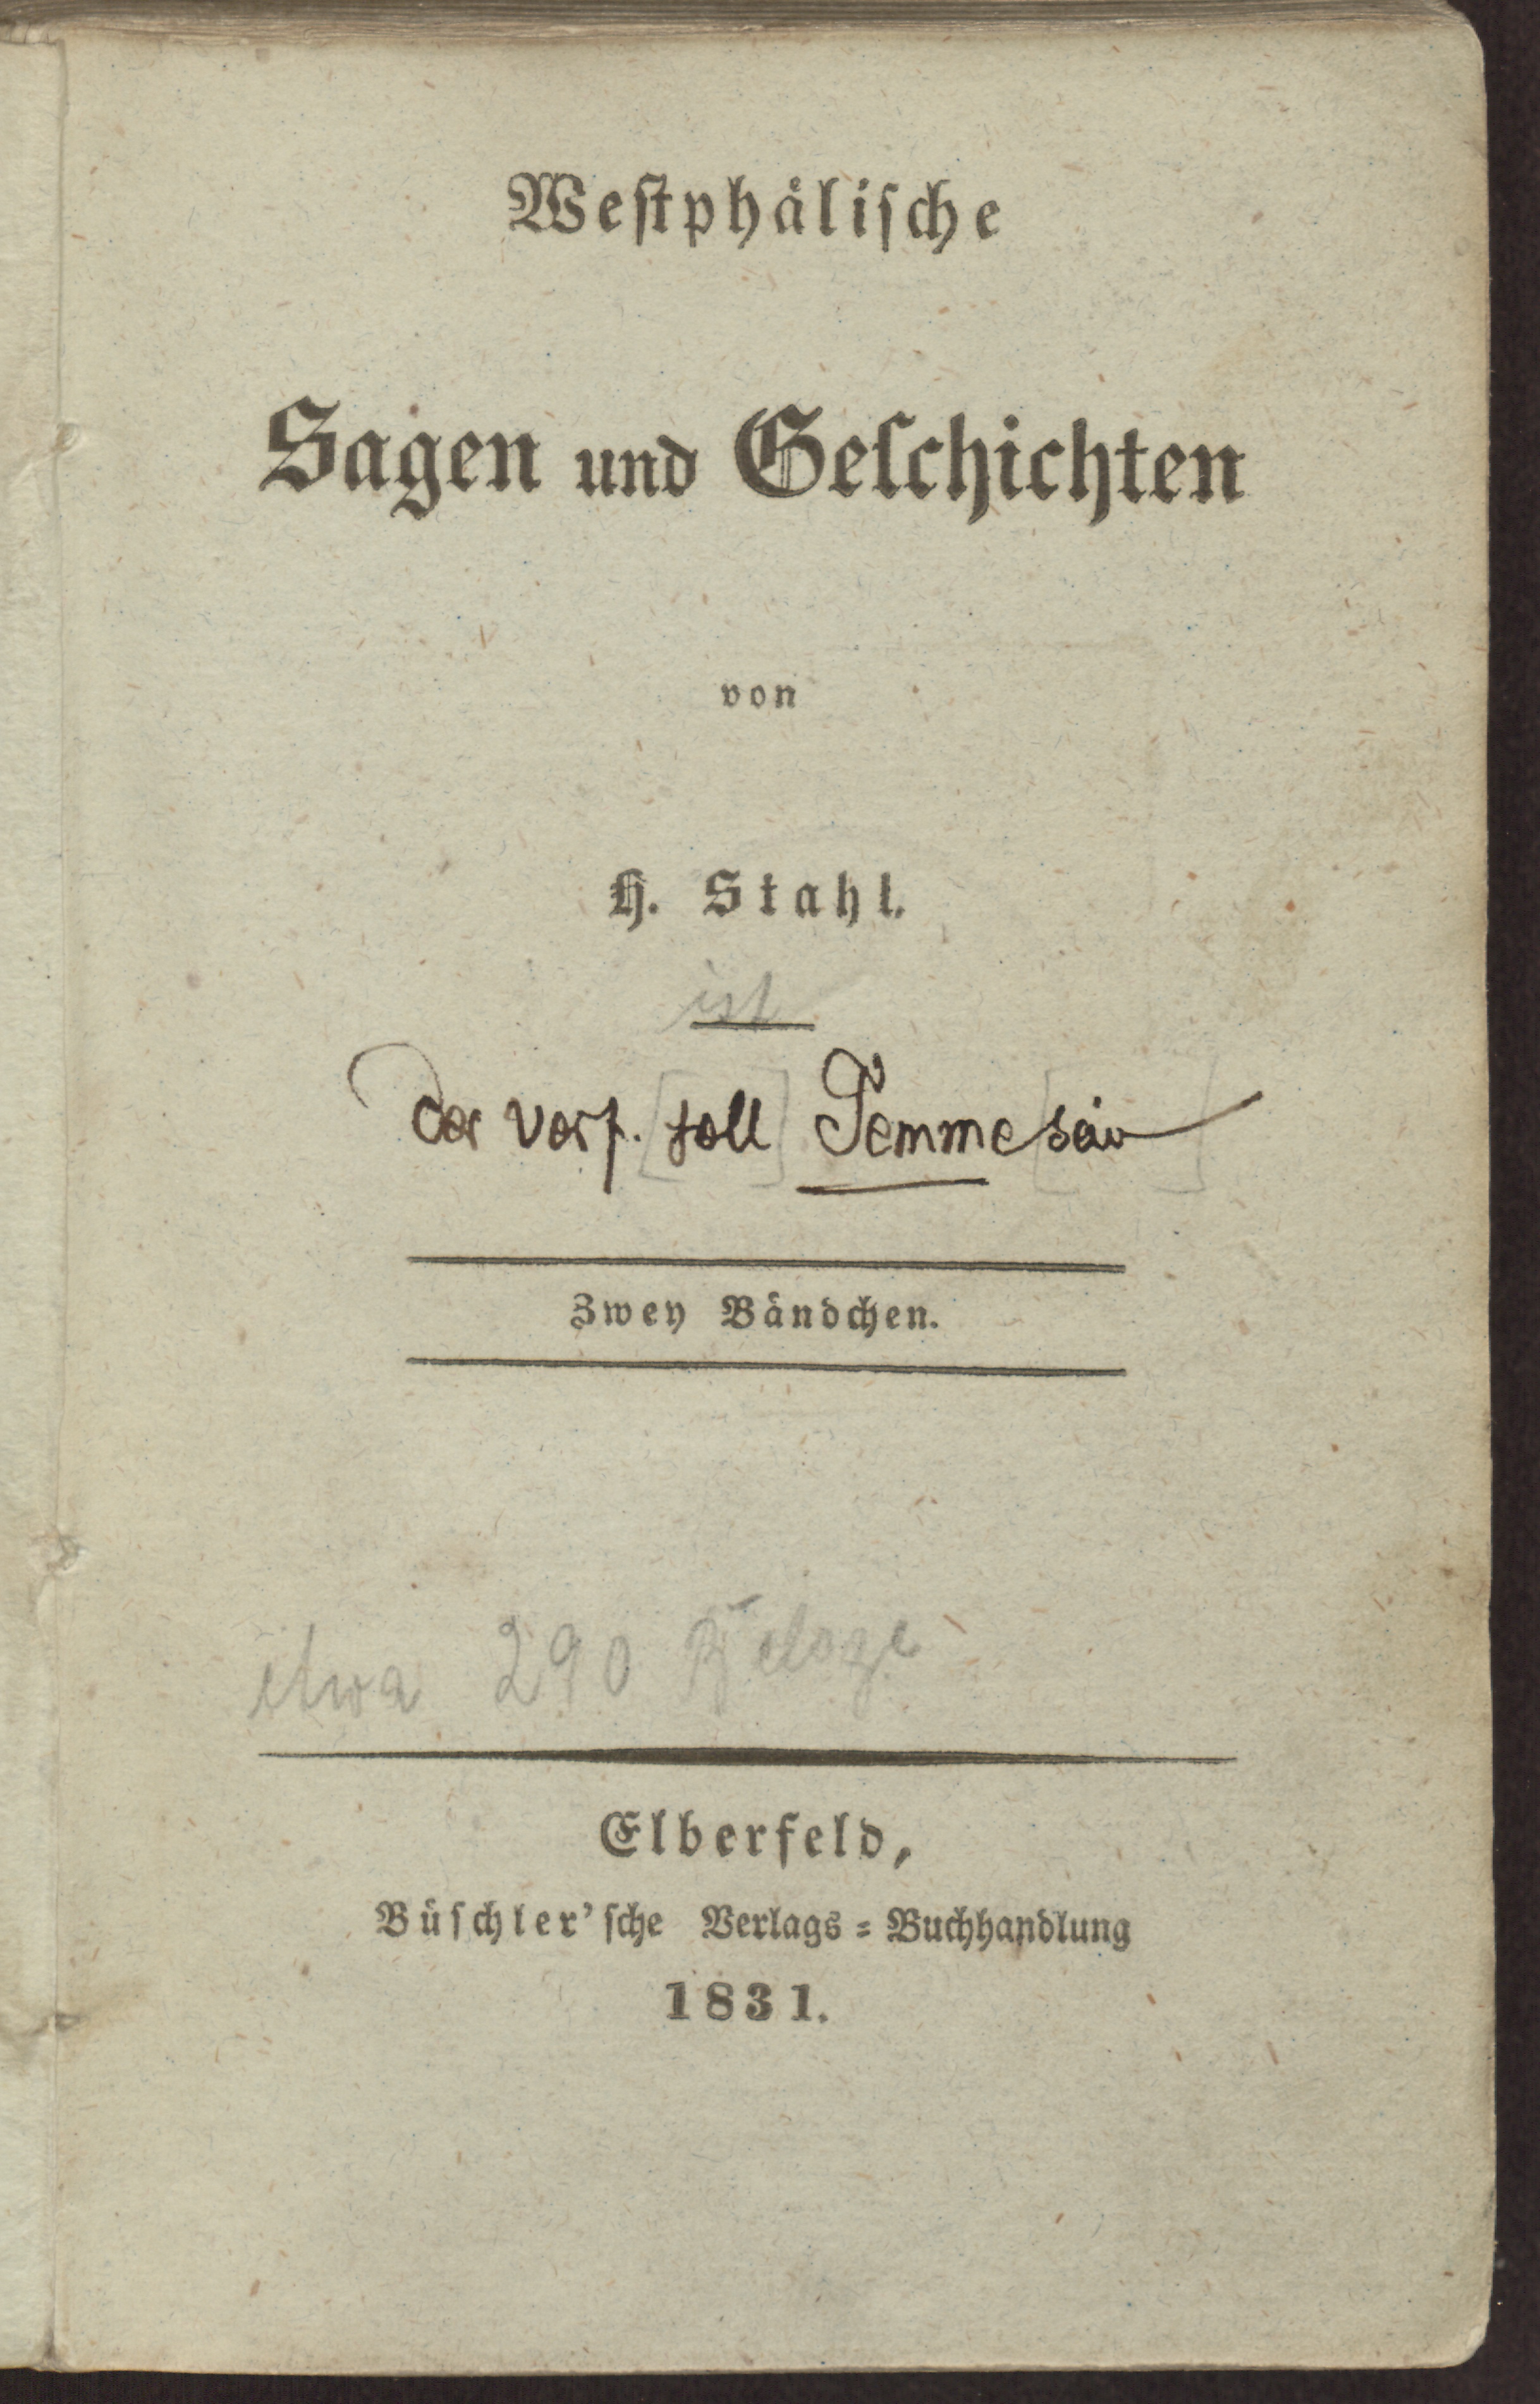 Westphälische
Sagen und Geschichten
von
H. Stahl.
ist
Der Verf. [soll] Temme [sein]
Zwey Bändchen.
etwa 290
Elberfeld,
Büschler'sche Verlags=Buchhandlung
1831.